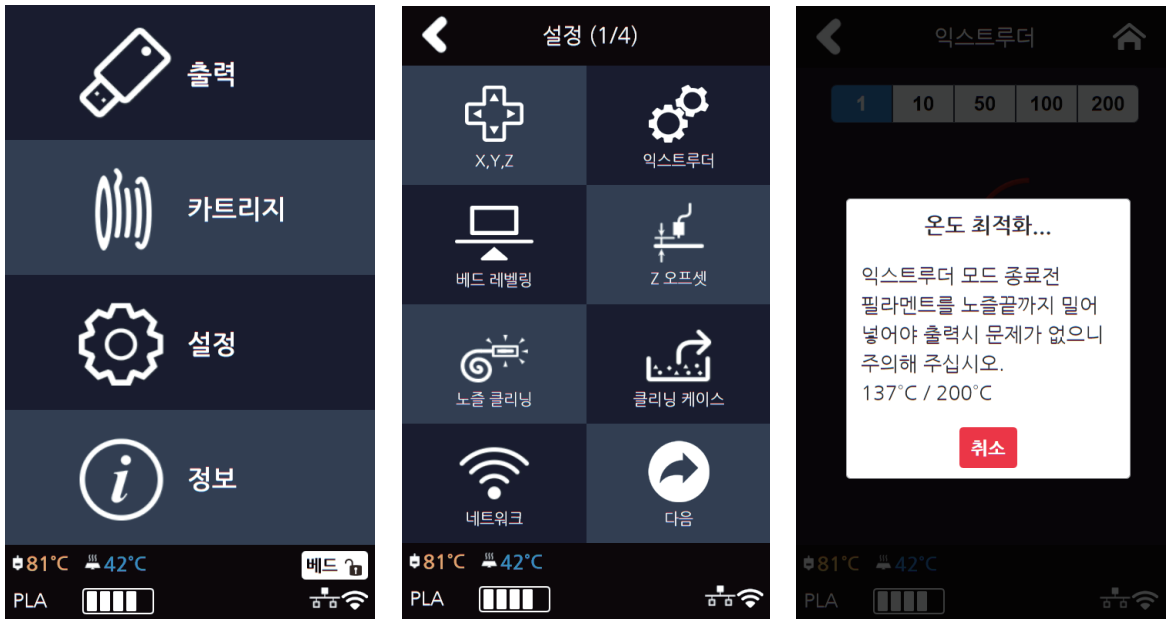 출력
카트리지
설정
정보
81°C 42°C 베드
PLA
설정 (1/4)
X,Y,Z 익스트루더
베드 레벨링 Z 오프셋
노즐 클리닝 클리닝 케이스
네트워크 다음
81°C 42°C
PLA
익스트루더
1 10 50 100 200
온도 최적화...
익스트루더 모드 종료전
필라멘트를 노즐끝까지 밀어
넣어야 출력시 문제가 없으니
주의해 주십시오.
137°C / 200°C
취소
81°C 42°C
PLA